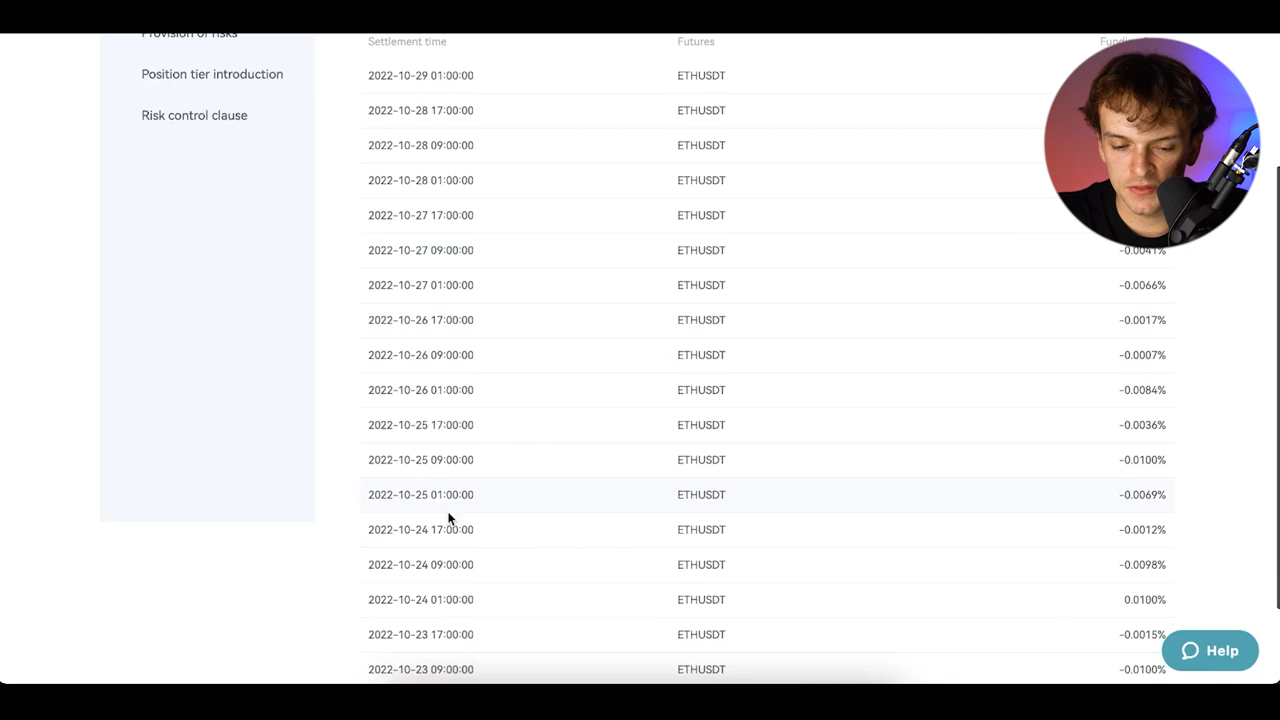 Provision of risks
Position tier introduction
Risk control clause
Settlement time Futures
2022-10-29 01:00:00 ETHUSDT
2022-10-28 17:00:00 ETHUSDT
2022-10-28 09:00:00 ETHUSDT
2022-10-28 01:00:00 ETHUSDT
2022-10-27 17:00:00 ETHUSDT
2022-10-27 09:00:00 ETHUSDT -0.0041%
2022-10-27 01:00:00 ETHUSDT -0.0066%
2022-10-26 17:00:00 ETHUSDT -0.0017%
2022-10-26 09:00:00 ETHUSDT -0.0007%
2022-10-26 01:00:00 ETHUSDT -0.0084%
2022-10-25 17:00:00 ETHUSDT -0.0036%
2022-10-25 09:00:00 ETHUSDT -0.0100%
2022-10-25 01:00:00 ETHUSDT -0.0069%
2022-10-24 17:00:00 ETHUSDT -0.0012%
2022-10-24 09:00:00 ETHUSDT -0.0098%
2022-10-24 01:00:00 ETHUSDT 0.0100%
2022-10-23 17:00:00 ETHUSDT -0.0015%
2022-10-23 09:00:00 ETHUSDT -0.0100%
Help